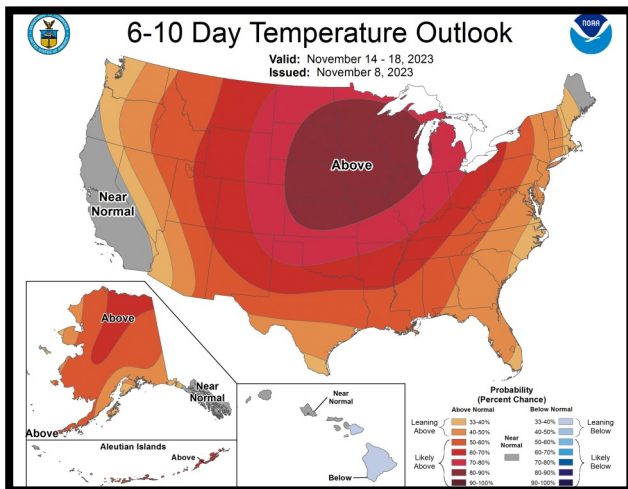 6-10 Day Temperature Outlook
Valid: November 14 - 18, 2023
Issued: November 8, 2023
NOAA
Above
Near
Normal
Above
Near
Normal
Above
Aleutian Islands
Above
Near
Normal
Below
Probability
(Percent Chance)
Above Normal
Below Normal
Leaning
Above
33-40%
40-50%
Likely
Above
50-60%
60-70%
70-80%
80-90%
90-100%
Near
Normal
33-40%
40-50%
Leaning
Below
50-60%
60-70%
70-80%
80-90%
90-100%
Likely
Below